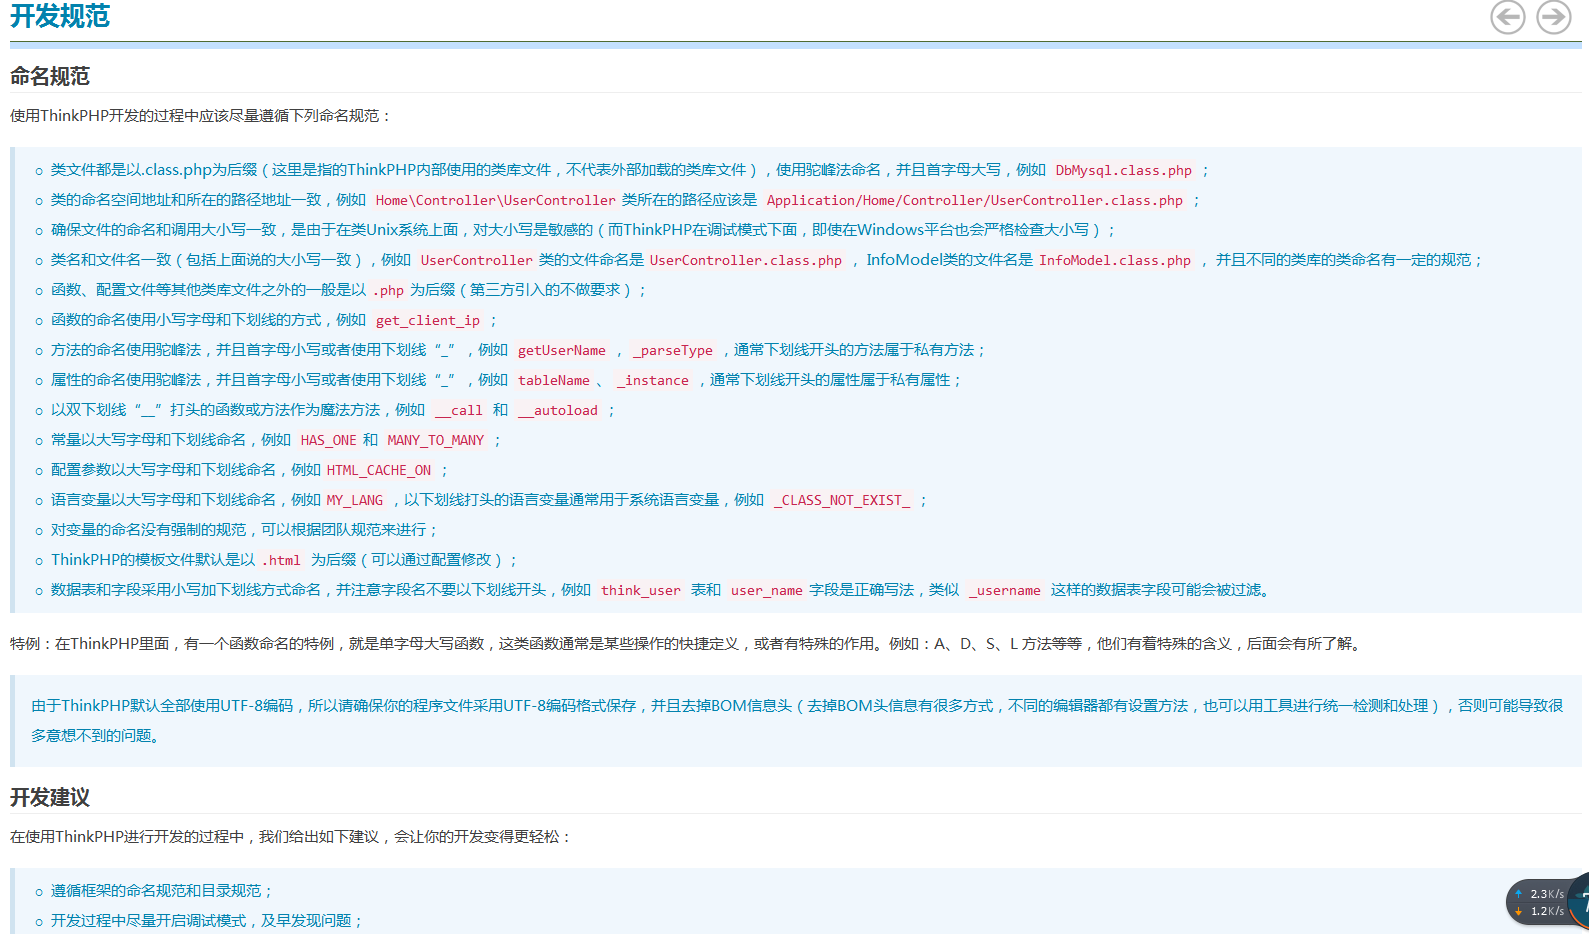 开发规范
命名规范
使用ThinkPHP开发的过程中应该尽量遵循下列命名规范：
类文件都是以.class.php为后缀（这里是指的ThinkPHP内部使用的类库文件，不代表外部加载的类库文件），使用驼峰法命名，并且首字母大写，例如 DbMysql.class.php ；
类的命名空间地址和所在的路径地址一致，例如 Home\Controller\UserController 类所在的路径应该是 Application/Home/Controller/UserController.class.php ；
确保文件的命名和调用大小写一致，是由于在类Unix系统上面，对大小写是敏感的（而ThinkPHP在调试模式下面，即使在Windows平台也会严格检查大小写）；
类名和文件名一致（包括上面说的大小写一致），例如 UserController 类的文件命名是 UserController.class.php ， InfoModel类的文件名是 InfoModel.class.php ， 并且不同的类库的类命名有一定的规范；
函数、配置文件等其他类库文件之外的一般是以 .php 为后缀（第三方引入的不做要求）；
函数的命名使用小写字母和下划线的方式，例如 get_client_ip ；
方法的命名使用驼峰法，并且首字母小写或者使用下划线“_”，例如 getUserName ， _parseType ，通常下划线开头的方法属于私有方法；
属性的命名使用驼峰法，并且首字母小写或者使用下划线“_”，例如 tableName 、 _instance ，通常下划线开头的属性属于私有属性；
以双下划线“__”打头的函数或方法作为魔法方法，例如 __call 和 __autoload ；
常量以大写字母和下划线命名，例如 HAS_ONE 和 MANY_TO_MANY ；
配置参数以大写字母和下划线命名，例如 HTML_CACHE_ON ；
语言变量以大写字母和下划线命名，例如 MY_LANG ，以下划线打头的语言变量通常用于系统语言变量，例如 _CLASS_NOT_EXIST_ ；
对变量的命名没有强制的规范，可以根据团队规范来进行；
ThinkPHP的模板文件默认是以 .html 为后缀（可以通过配置修改）；
数据表和字段采用小写加下划线方式命名，并注意字段名不要以下划线开头，例如 think_user 表和 user_name 字段是正确写法，类似 _username 这样的数据表字段可能会被过滤。
特例：在ThinkPHP里面，有一个函数命名的特例，就是单字母大写函数，这类函数通常是某些操作的快捷定义，或者有特殊的作用。例如：A、D、S、L 方法等等，他们有着特殊的含义，后面会有所了解。
由于ThinkPHP默认全部使用UTF-8编码，所以请确保你的程序文件采用UTF-8编码格式保存，并且去掉BOM信息头（去掉BOM头信息有很多方式，不同的编辑器都有设置方法，也可以用工具进行统一检测和处理），否则可能导致很
多意想不到的问题。
开发建议
在使用ThinkPHP进行开发的过程中，我们给出如下建议，会让你的开发变得更轻松：
遵循框架的命名规范和目录规范；
开发过程中尽量开启调试模式，及早发现问题；
2.3K/s
1.2K/s